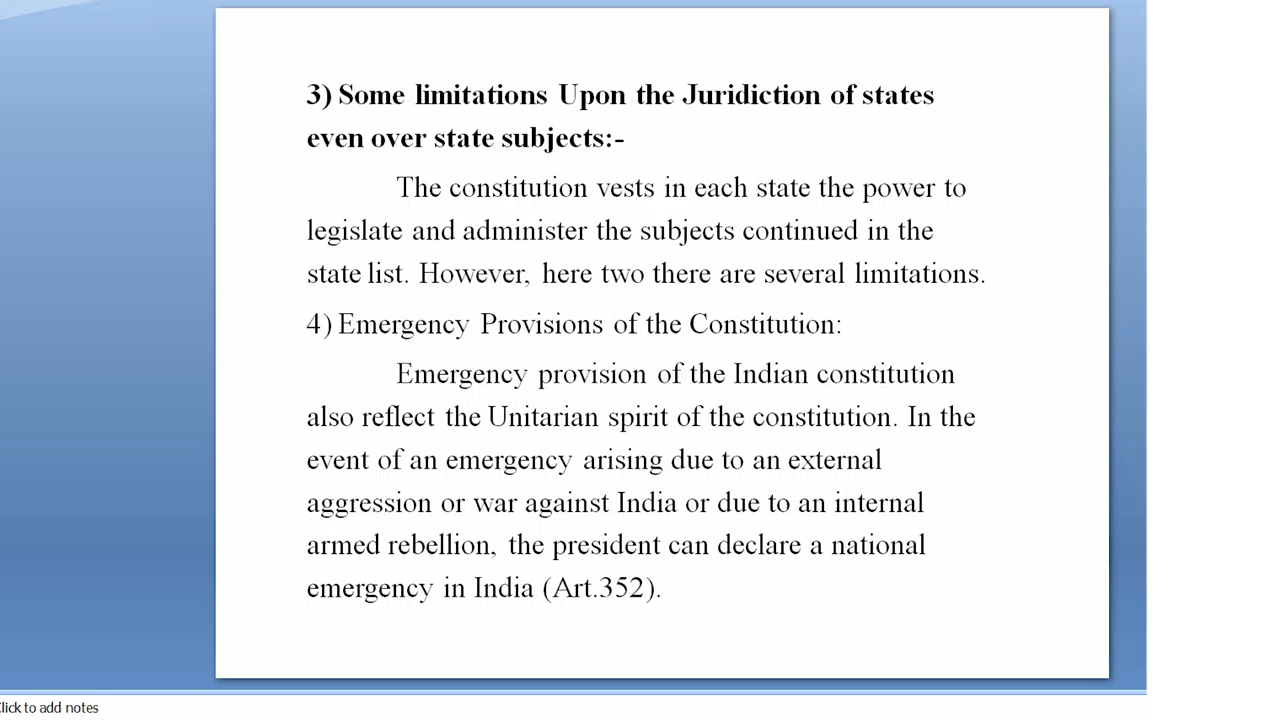 3) Some limitations Upon the Juridiction of states
even over state subjects:-
The constitution vests in each state the power to
legislate and administer the subjects continued in the
state list. However, here two there are several limitations.
4) Emergency Provisions of the Constitution:
Emergency provision of the Indian constitution
also reflect the Unitarian spirit of the constitution. In the
event of an emergency arising due to an external
aggression or war against India or due to an internal
armed rebellion, the president can declare a national
emergency in India (Art.352).
Click to add notes